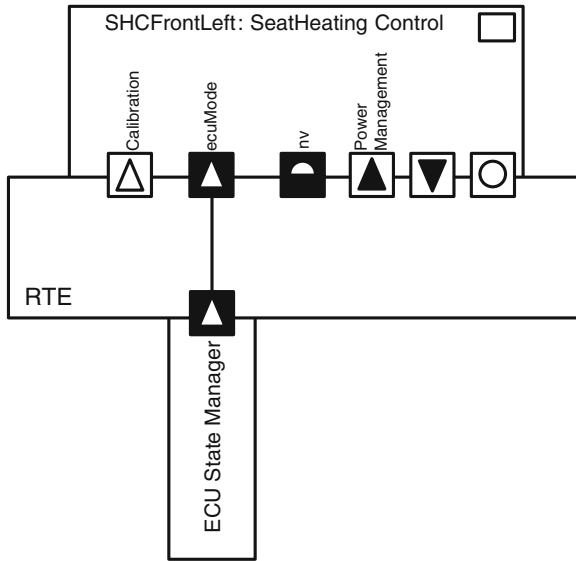 SHCFrontLeft: SeatHeating Control
Calibration
ecuMode
nv
Power
Management
RTE
ECU State Manager